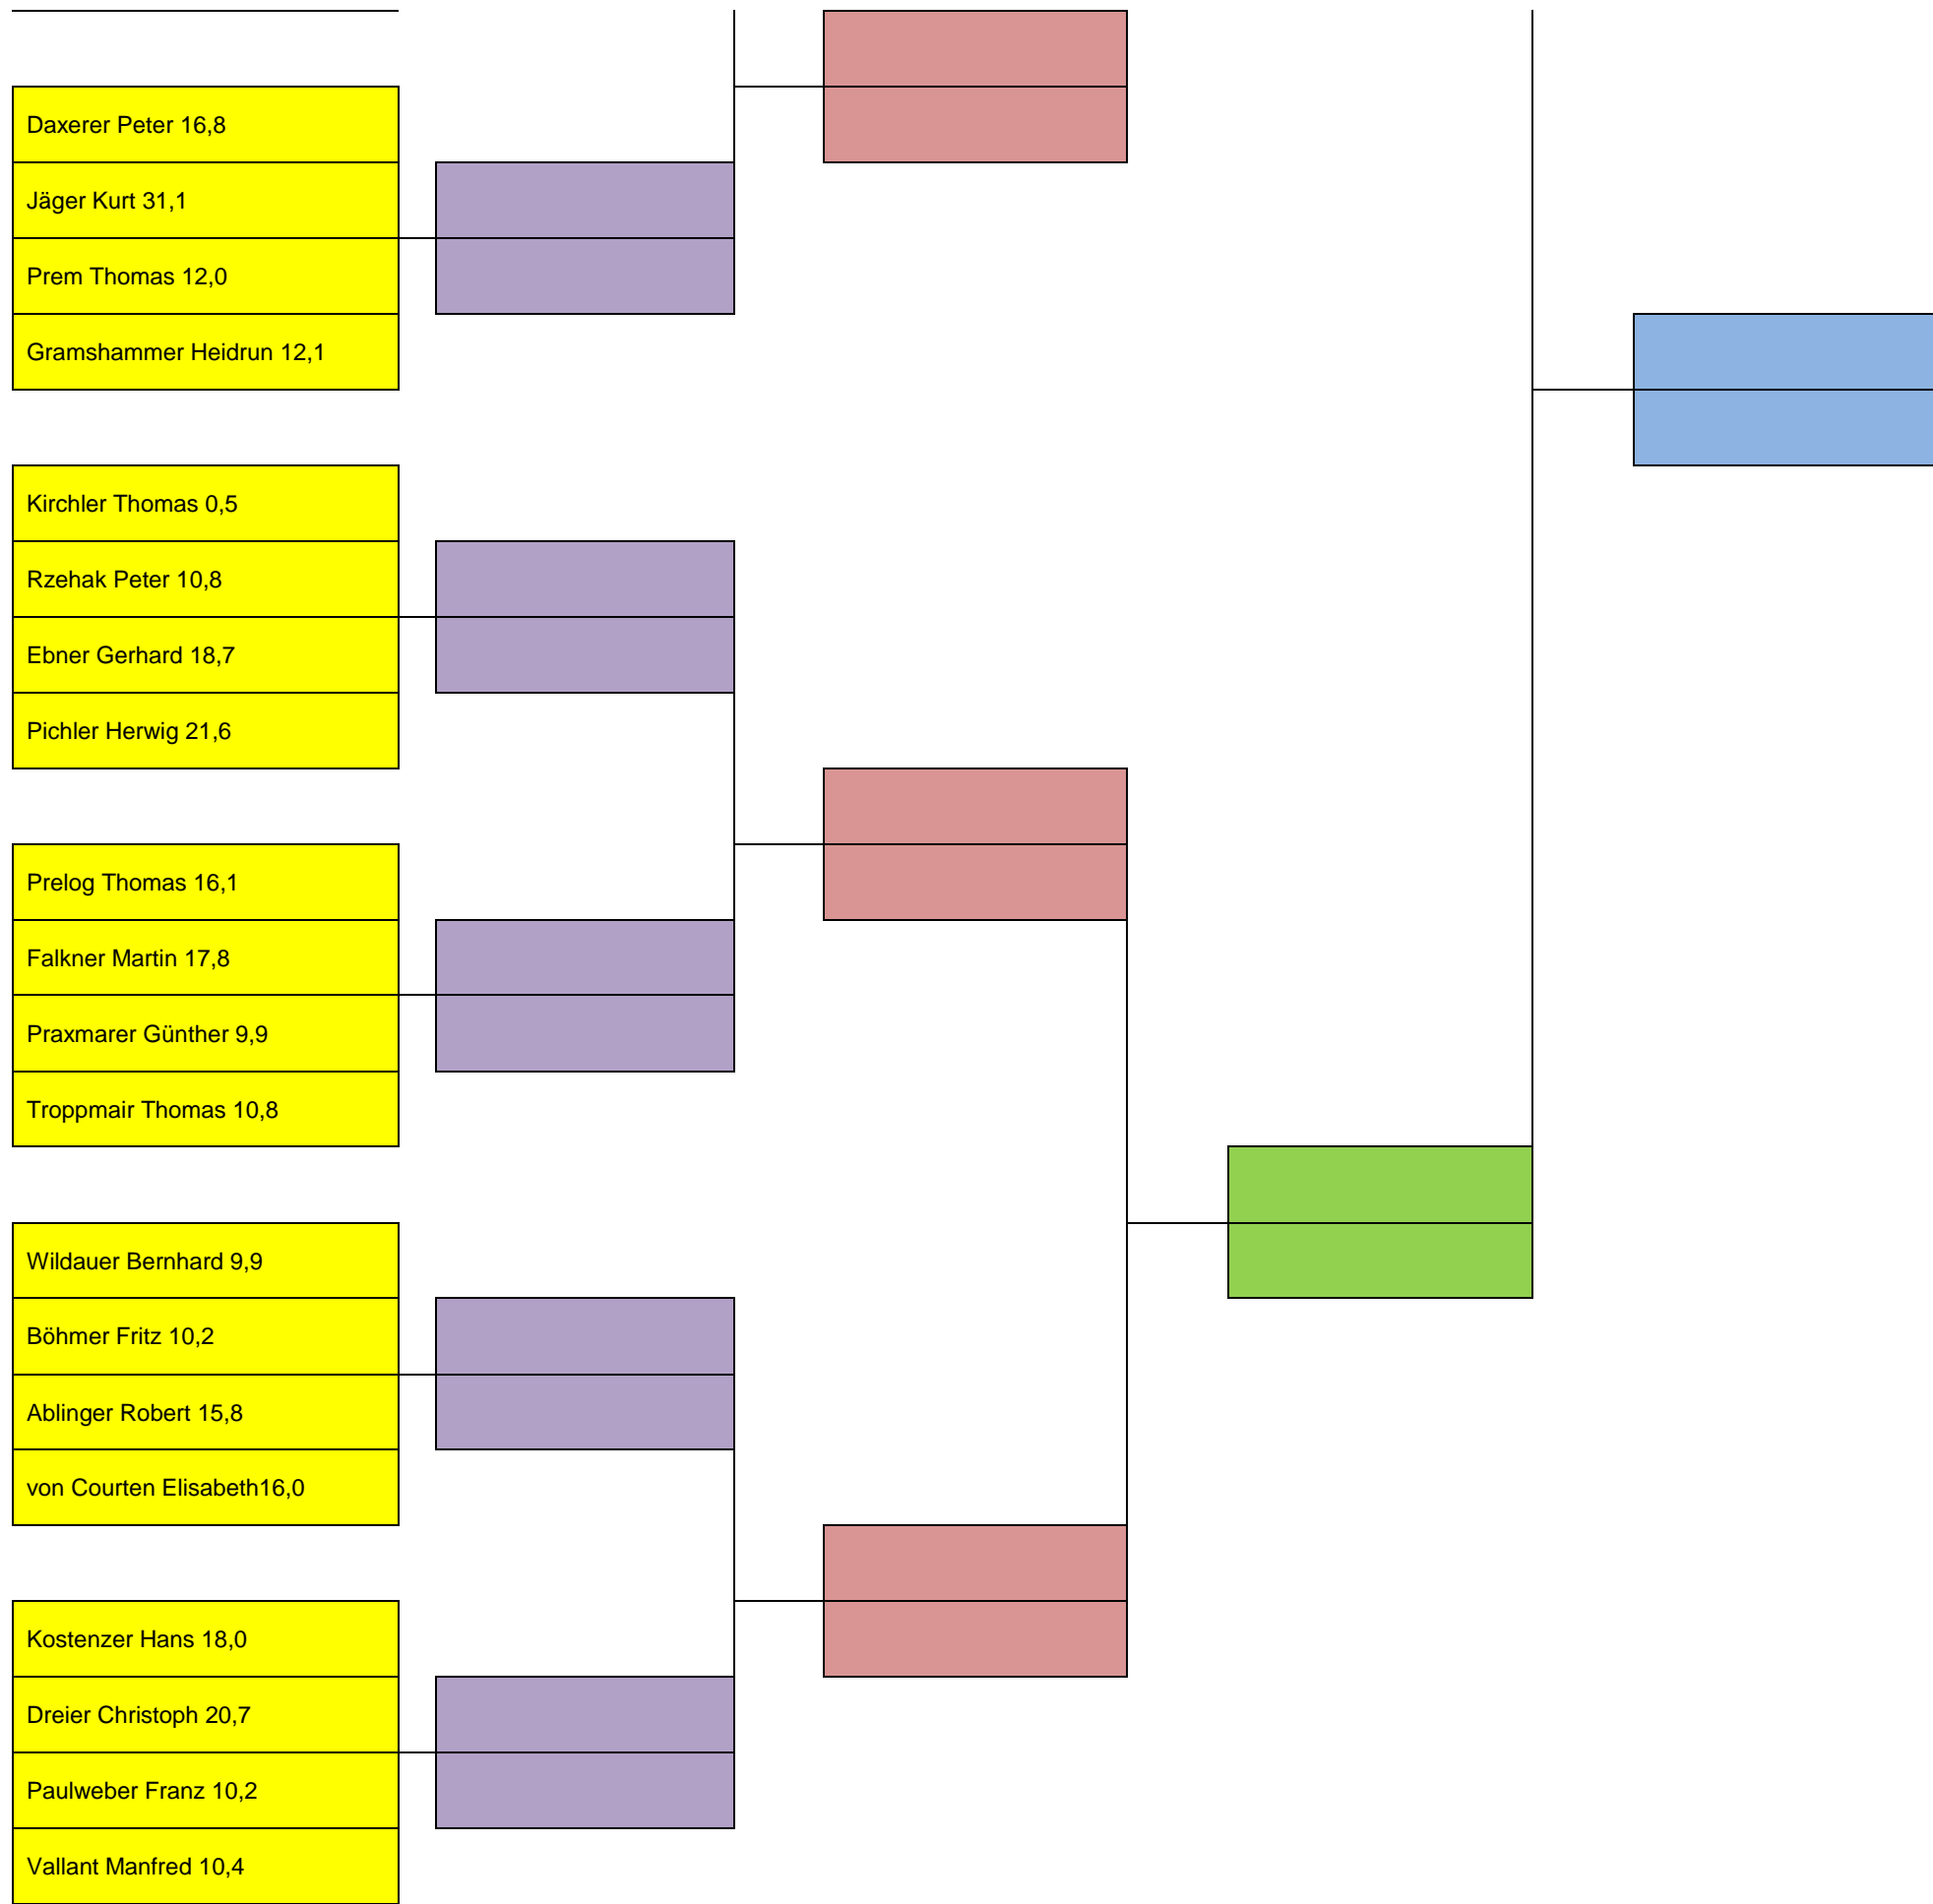 Daxerer Peter 16,8
Jäger Kurt 31,1
Prem Thomas 12,0
Gramshammer Heidrun 12,1
Kirchler Thomas 0,5
Rzehak Peter 10,8
Ebner Gerhard 18,7
Pichler Herwig 21,6
Prelog Thomas 16,1
Falkner Martin 17,8
Praxmarer Günther 9,9
Troppmair Thomas 10,8
Wildauer Bernhard 9,9
Böhmer Fritz 10,2
Ablinger Robert 15,8
von Courten Elisabeth16,0
Kostenzer Hans 18,0
Dreier Christoph 20,7
Paulweber Franz 10,2
Vallant Manfred 10,4